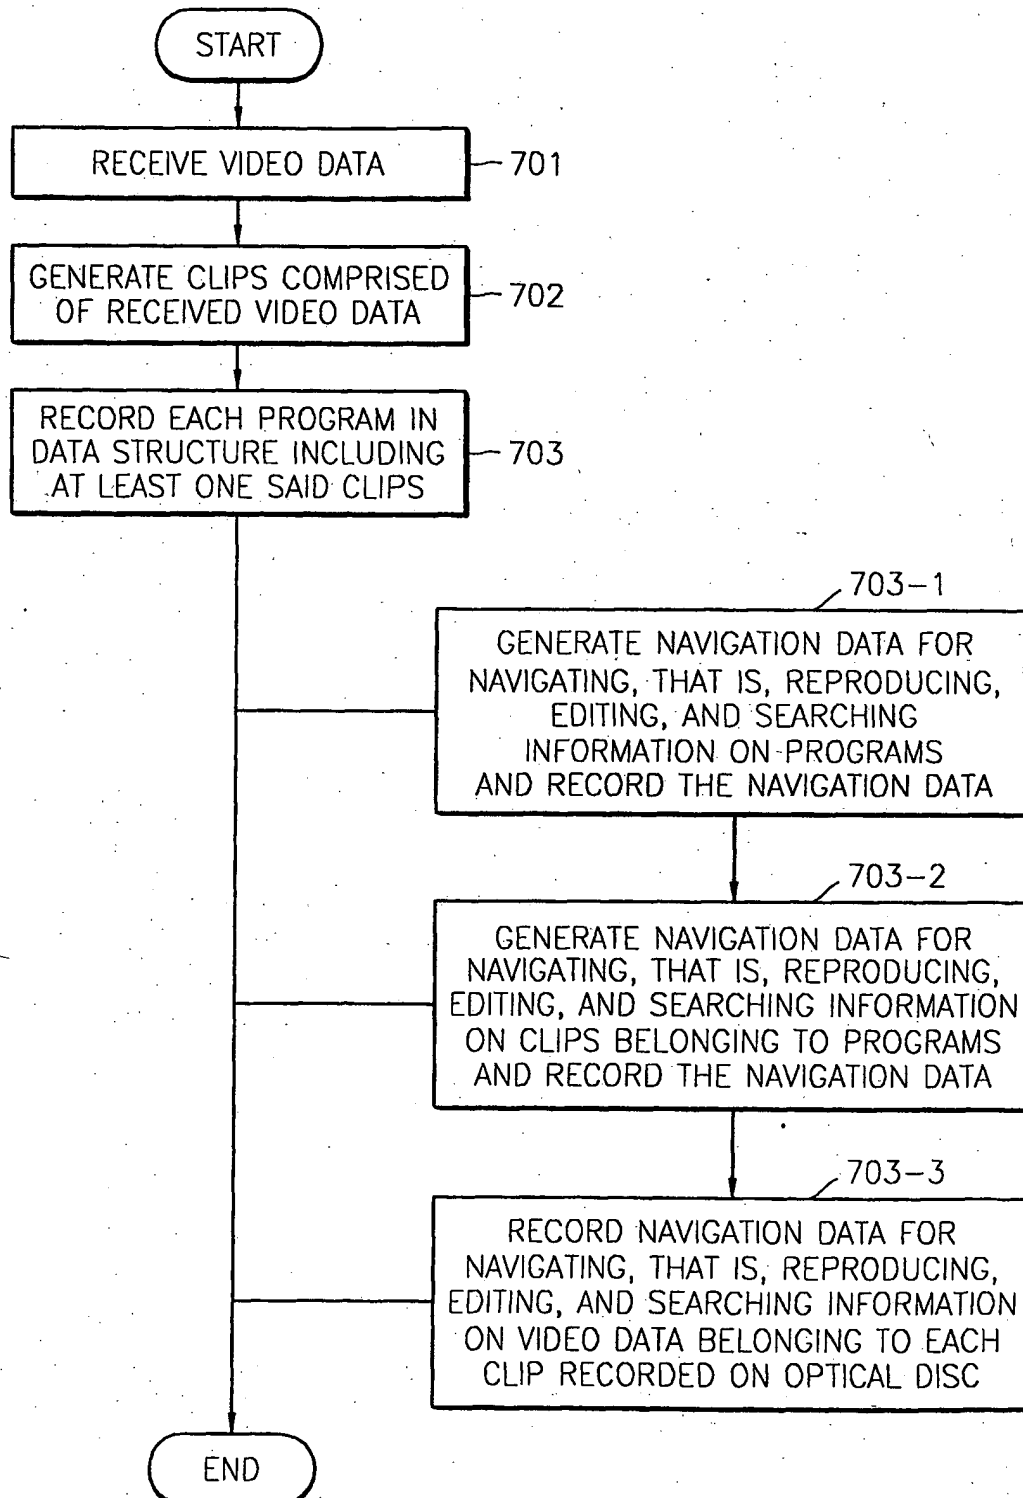 START
RECEIVE VIDEO DATA
701
GENERATE CLIPS COMPRISED
OF RECEIVED VIDEO DATA
702
RECORD EACH PROGRAM IN
DATA STRUCTURE INCLUDING
AT LEAST ONE SAID CLIPS
703
703-1
GENERATE NAVIGATION DATA FOR
NAVIGATING, THAT IS, REPRODUCING,
EDITING, AND SEARCHING
INFORMATION ON PROGRAMS
AND RECORD THE NAVIGATION DATA
703-2
GENERATE NAVIGATION DATA FOR
NAVIGATING, THAT IS, REPRODUCING,
EDITING, AND SEARCHING INFORMATION
ON CLIPS BELONGING TO PROGRAMS
AND RECORD THE NAVIGATION DATA
703-3
RECORD NAVIGATION DATA FOR
NAVIGATING, THAT IS, REPRODUCING,
EDITING, AND SEARCHING INFORMATION
ON VIDEO DATA BELONGING TO EACH
CLIP RECORDED ON OPTICAL DISC
END